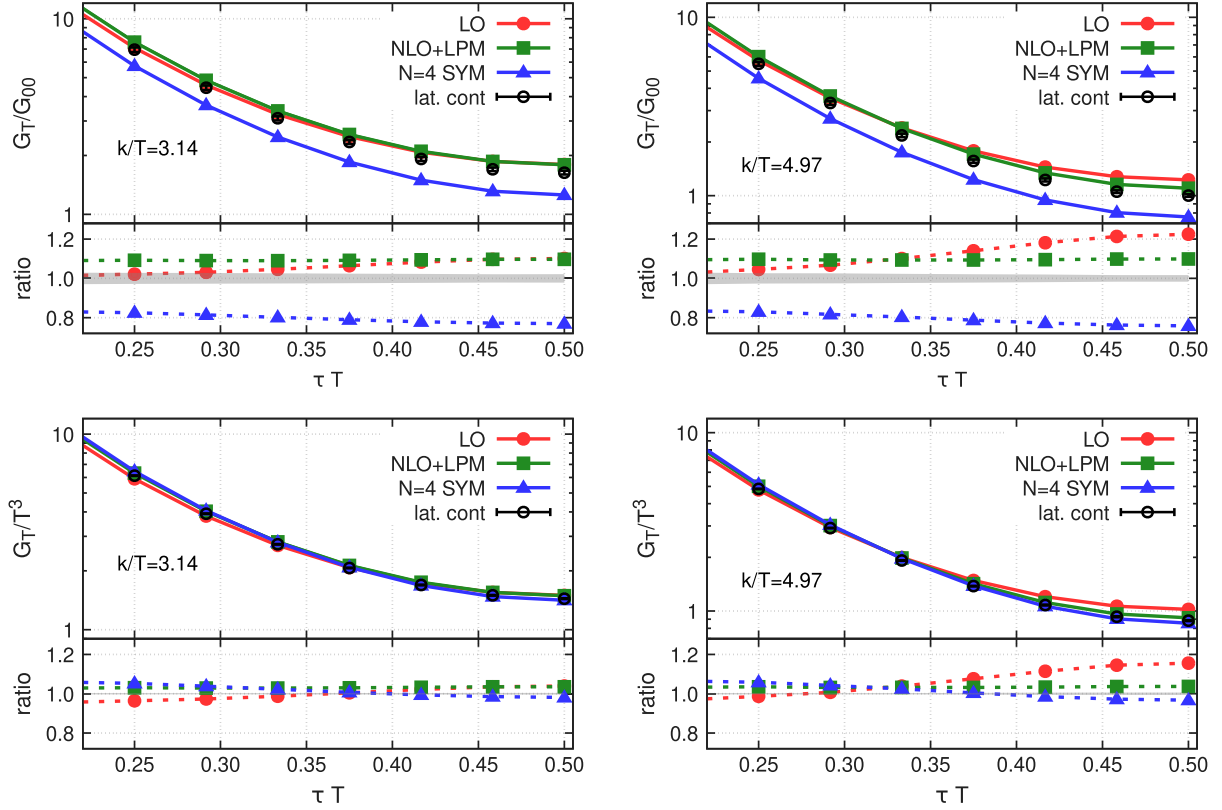 10
1
G_T/G_00
LO
NLO+LPM
N=4 SYM
lat. cont
k/T=3.14
1.2
1.0
0.8
ratio
0.25 0.30 0.35 0.40 0.45 0.50
τ T
10
1
G_T/G_00
LO
NLO+LPM
N=4 SYM
lat. cont
k/T=4.97
1.2
1.0
0.8
ratio
0.25 0.30 0.35 0.40 0.45 0.50
τ T
10
1
G_T/T^3
LO
NLO+LPM
N=4 SYM
lat. cont
k/T=3.14
1.2
1.0
0.8
ratio
0.25 0.30 0.35 0.40 0.45 0.50
τ T
10
1
G_T/T^3
LO
NLO+LPM
N=4 SYM
lat. cont
k/T=4.97
1.2
1.0
0.8
ratio
0.25 0.30 0.35 0.40 0.45 0.50
τ T